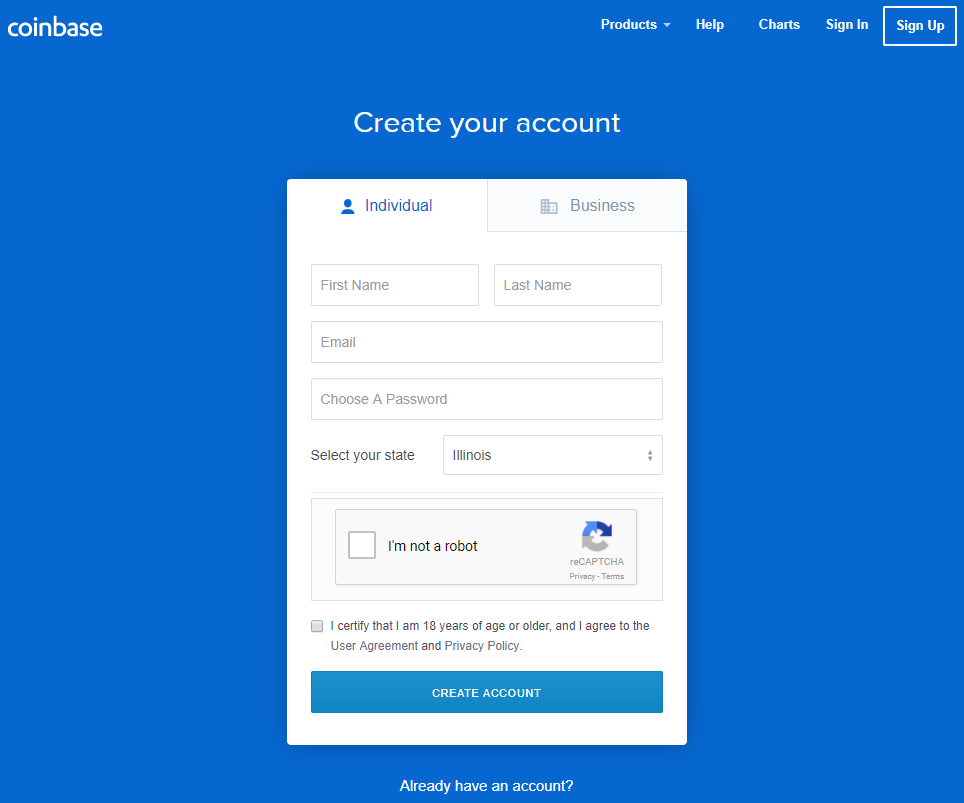 coinbase
Products
Help
Charts
Sign In
Sign Up
Create your account
Individual
Business
First Name
Last Name
Email
Choose A Password
Select your state
Illinois
I'm not a robot
reCAPTCHA
Privacy - Terms
I certify that I am 18 years of age or older, and I agree to the
User Agreement and Privacy Policy.
CREATE ACCOUNT
Already have an account?